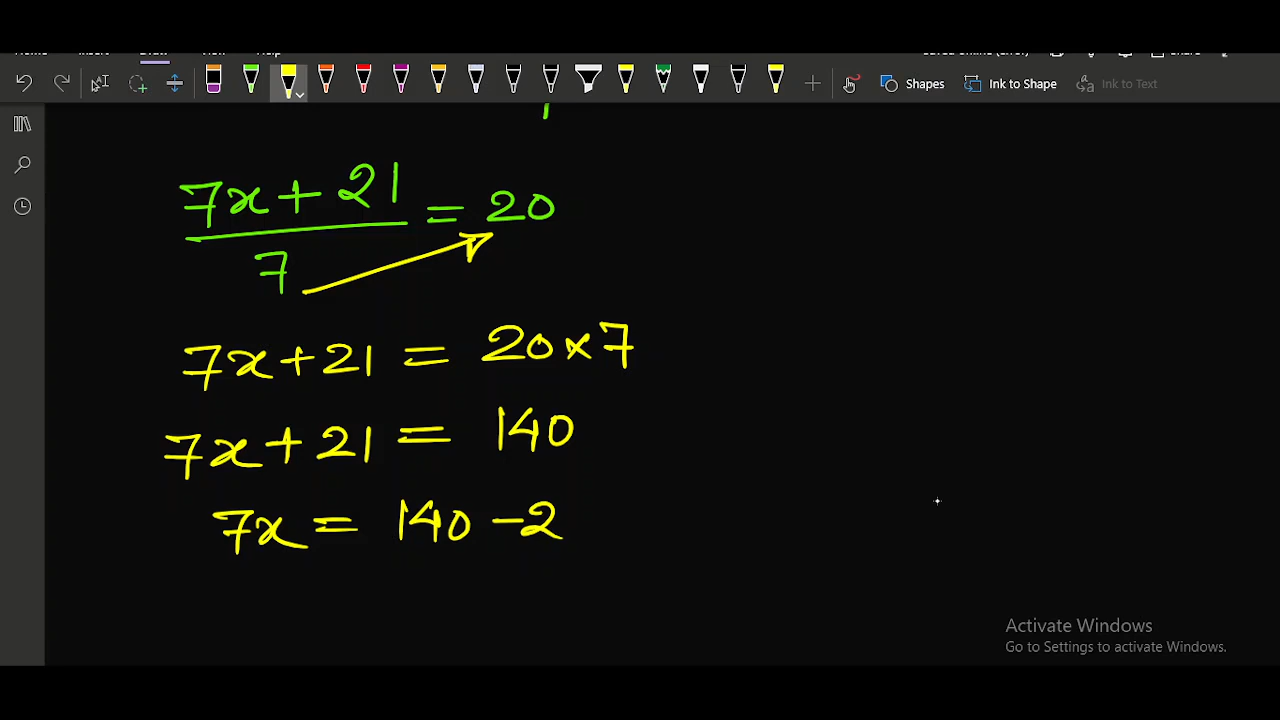 Ink to Shape
Shapes
Ink to Text
7x + 21
7
= 20
7x + 21 = 20 × 7
7x + 21 = 140
7x = 140 - 2
Activate Windows
Go to Settings to activate Windows.